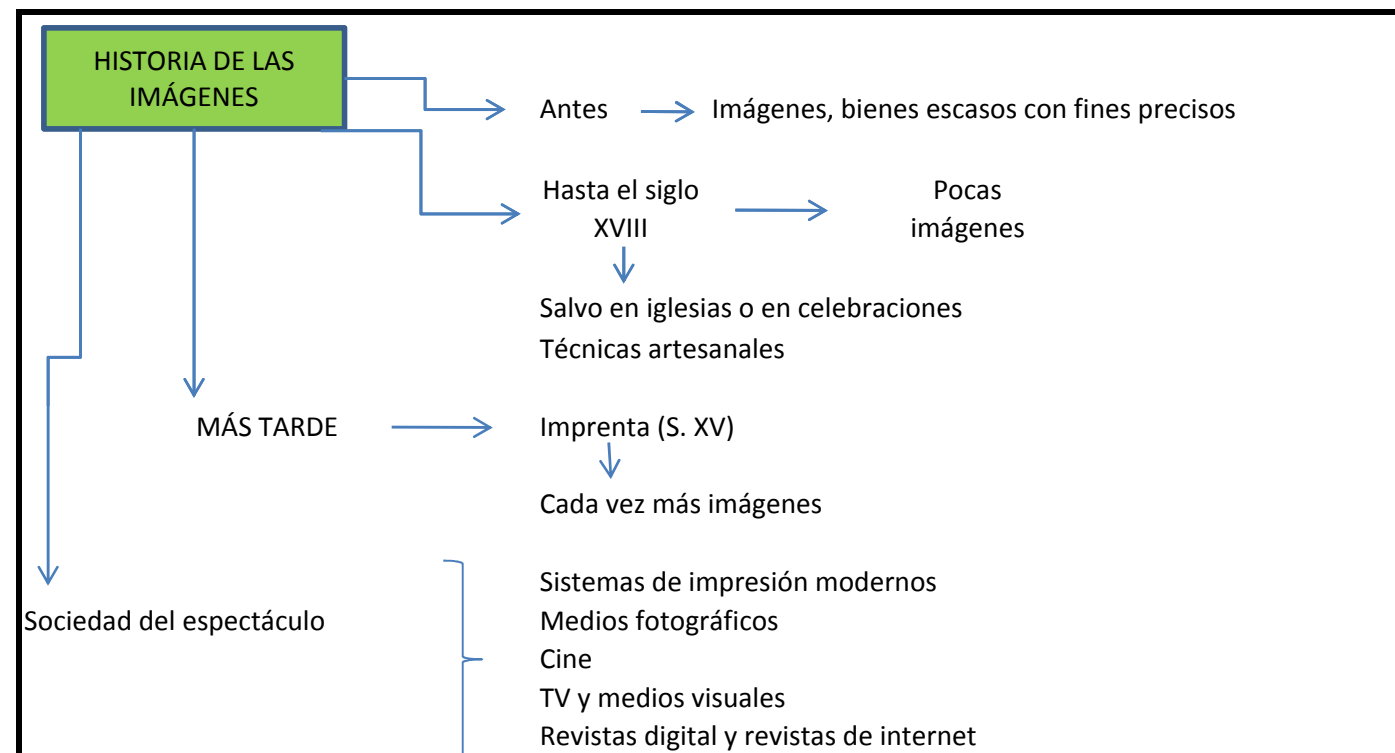 HISTORIA DE LAS
IMÁGENES
Antes
Imágenes, bienes escasos con fines precisos
Hasta el siglo
XVIII
Pocas
imágenes
Salvo en iglesias o en celebraciones
Técnicas artesanales
MÁS TARDE
Imprenta (S. XV)
Cada vez más imágenes
Sociedad del espectáculo
Sistemas de impresión modernos
Medios fotográficos
Cine
TV y medios visuales
Revistas digital y revistas de internet